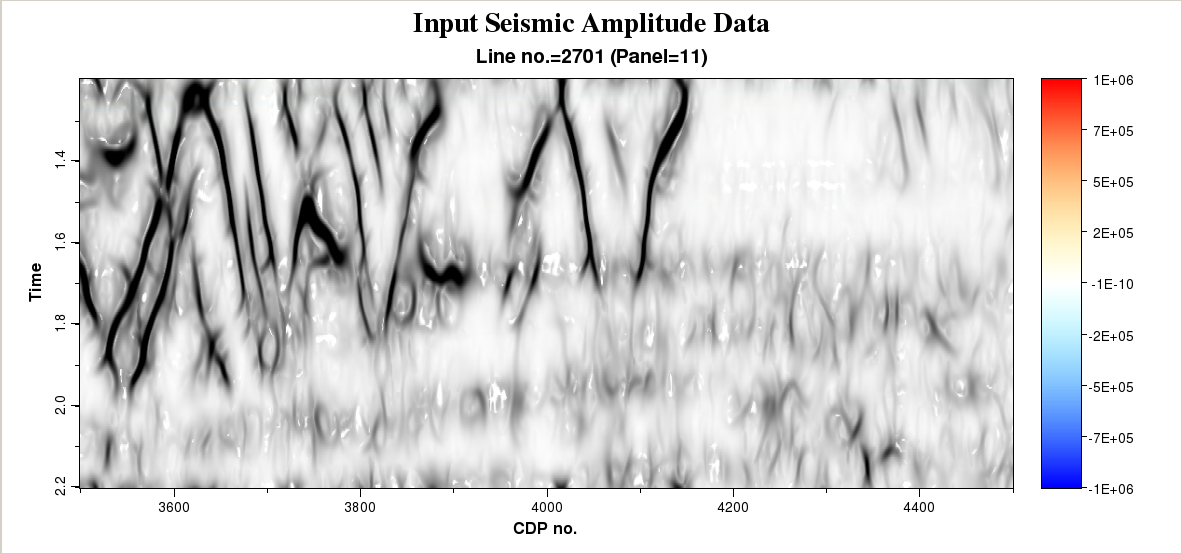 Input Seismic Amplitude Data
Line no.=2701 (Panel=11)
1E+06
7E+05
5E+05
2E+05
-1E-10
-2E+05
-5E+05
-7E+05
-1E+06
Time
1.4
1.6
1.8
2.0
2.2
3600 3800 4000 4200 4400
CDP no.